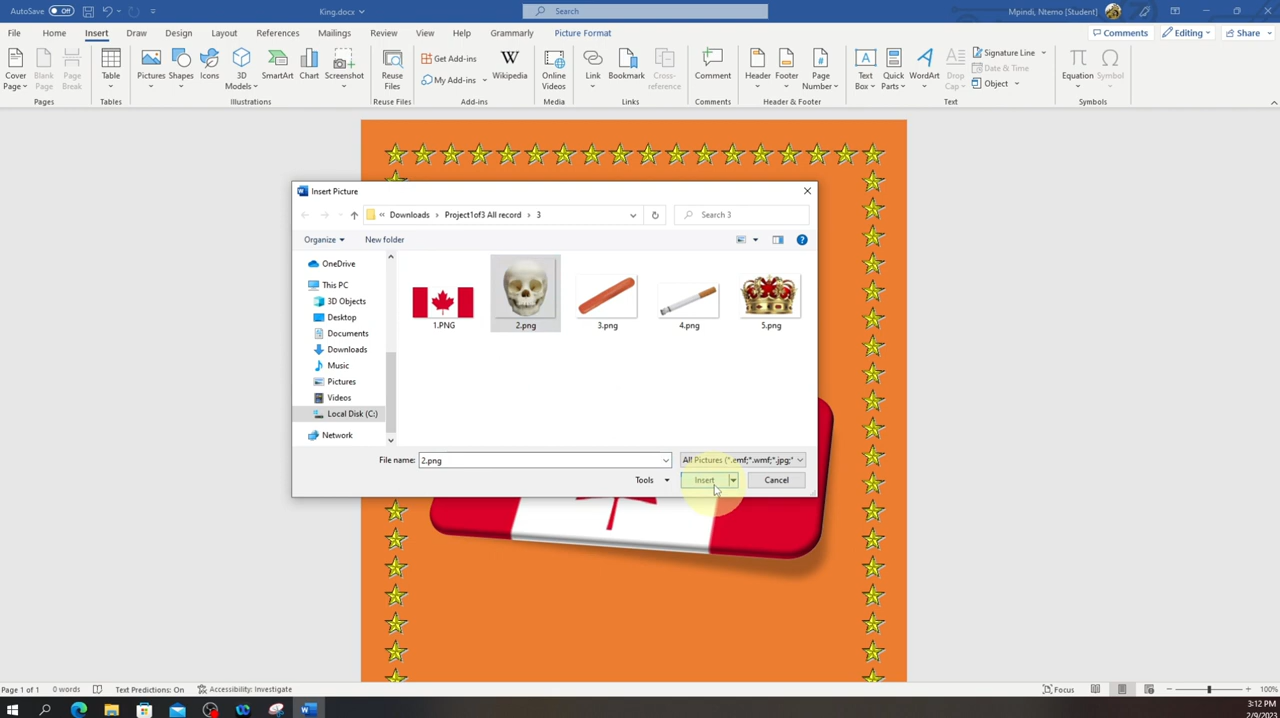 AutoSave Off King.docx Search Mpindi, Ntemo [Student]
File Home Insert Draw Design Layout References Mailings Review View Help Grammarly Picture Format Comments Editing Share
Cover Page Blank Page Page Break Table Pictures Shapes Icons 3D Models SmartArt Chart Screenshot Reuse Files Get Add-ins My Add-ins Wikipedia Online Videos Link Bookmark Cross-reference Comment Header Footer Page Number Text Box Quick Parts WordArt Drop Cap Signature Line Date & Time Object Equation Symbol
Pages Tables Illustrations Reuse Files Add-ins Media Links Comments Header & Footer Text Symbols
Insert Picture
« Downloads Project1of3 All record 3 Search 3
Organize New folder
OneDrive
This PC
3D Objects
Desktop
Documents
Downloads
Music
Pictures
Videos
Local Disk (C:)
Network
1.PNG 2.png 3.png 4.png 5.png
File name: 2.png All Pictures (*.emf;*.wmf;*.jpg;*
Tools Insert Cancel
Page 1 of 1 0 words Text Predictions: On Accessibility: Investigate Focus 100%
3:12 PM
2/9/2023